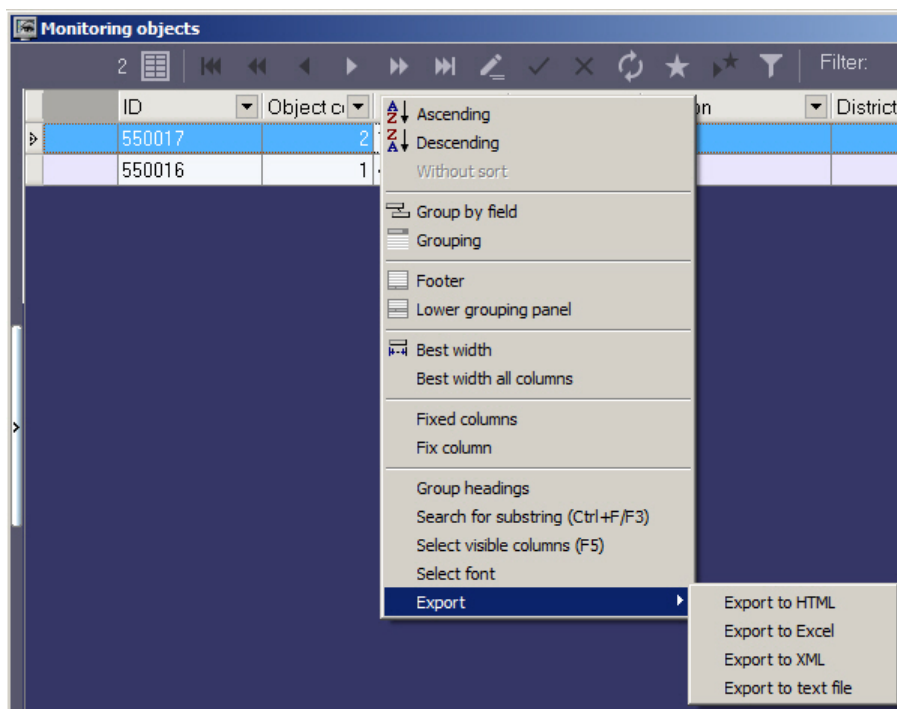 Monitoring objects
2 Filter:
ID Object District
550017 2
550016 1
Ascending
Descending
Without sort
Group by field
Grouping
Footer
Lower grouping panel
Best width
Best width all columns
Fixed columns
Fix column
Group headings
Search for substring (Ctrl+F/F3)
Select visible columns (F5)
Select font
Export
Export to HTML
Export to Excel
Export to XML
Export to text file